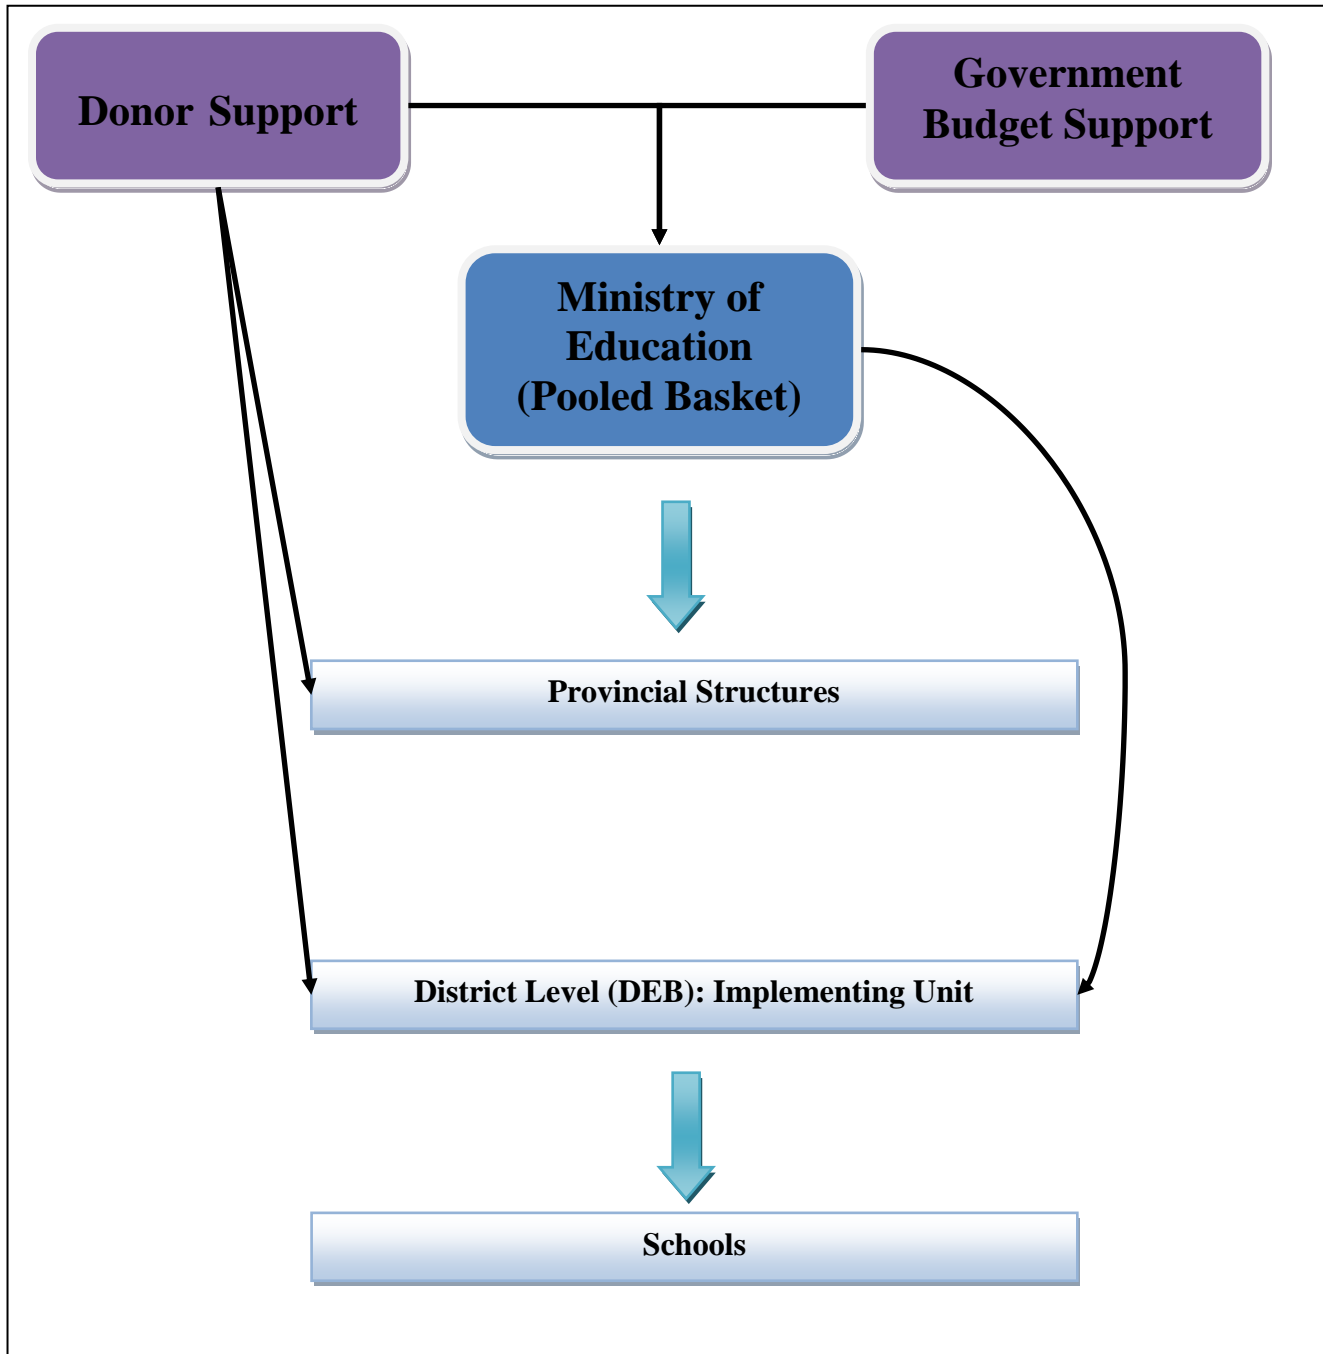 Donor Support
Government
Budget Support
Ministry of
Education
(Pooled Basket)
Provincial Structures
District Level (DEB): Implementing Unit
Schools